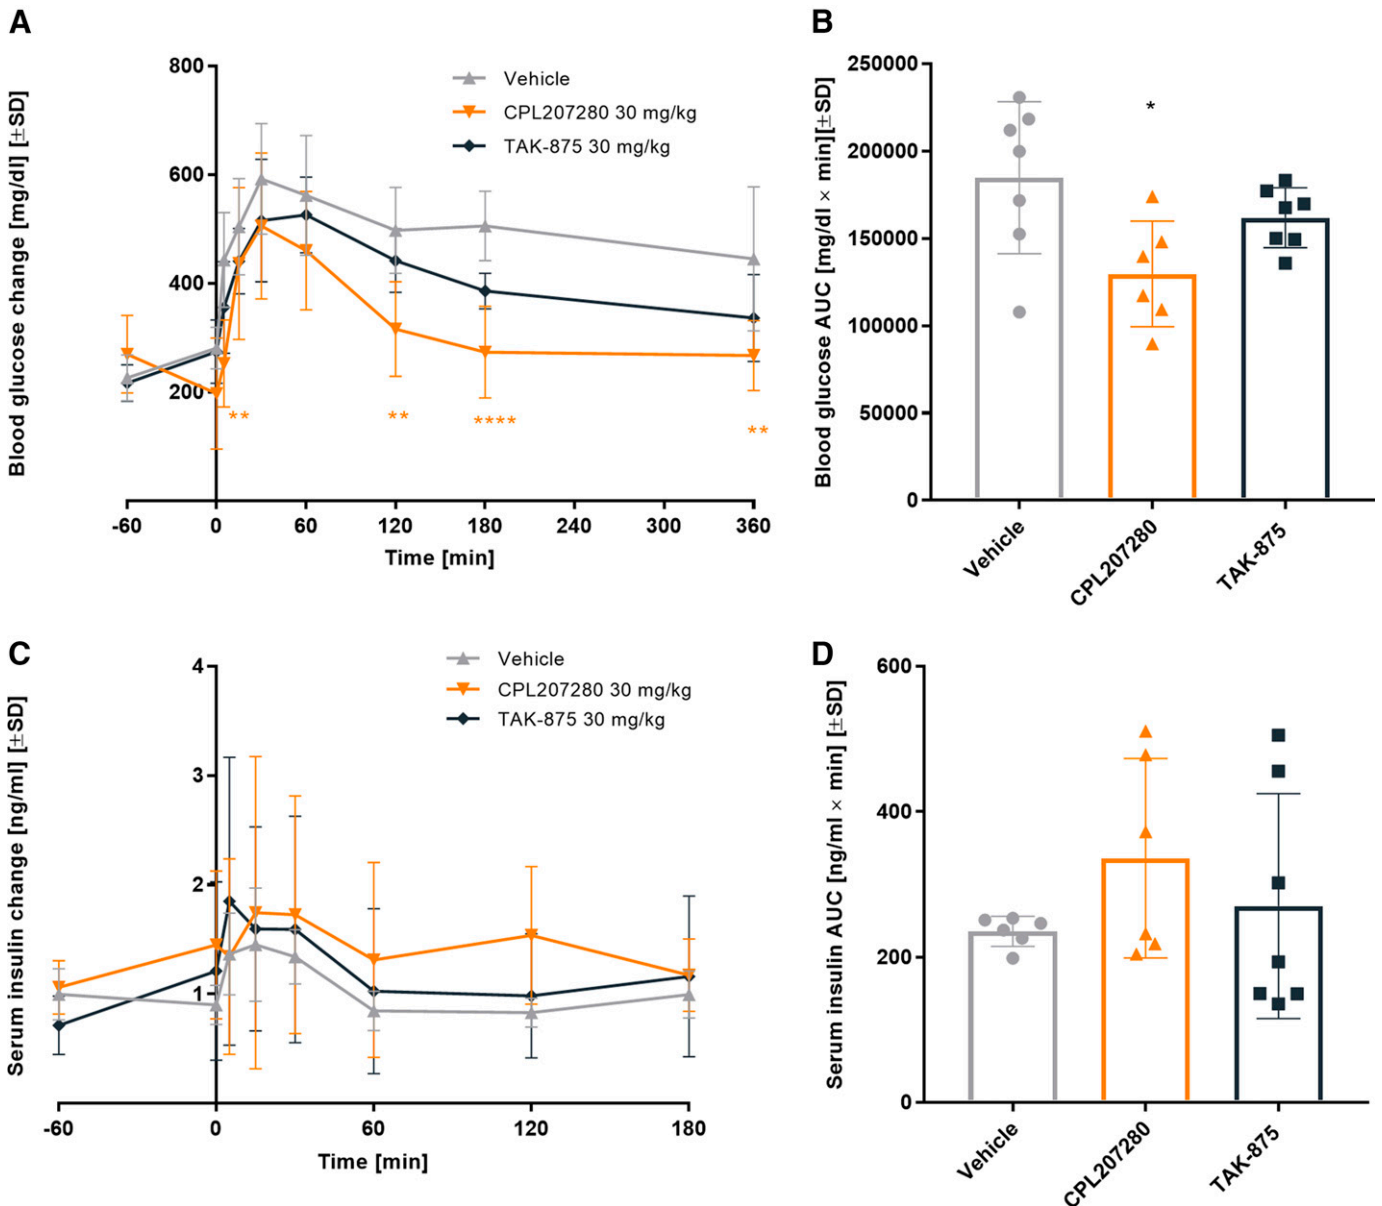 A
Blood glucose change [mg/dl] [±SD]
800
600
400
200
Vehicle
CPL207280 30 mg/kg
TAK-875 30 mg/kg
**
**
****
**
-60 0 60 120 180 240 300 360
Time [min]
B
Blood glucose AUC [mg/dl × min][±SD]
250000
200000
150000
100000
50000
0
*
Vehicle
CPL207280
TAK-875
C
Serum insulin change [ng/ml] [±SD]
4
3
2
1
Vehicle
CPL207280 30 mg/kg
TAK-875 30 mg/kg
-60 0 60 120 180
Time [min]
D
Serum insulin AUC [ng/ml × min] [±SD]
600
400
200
0
Vehicle
CPL207280
TAK-875